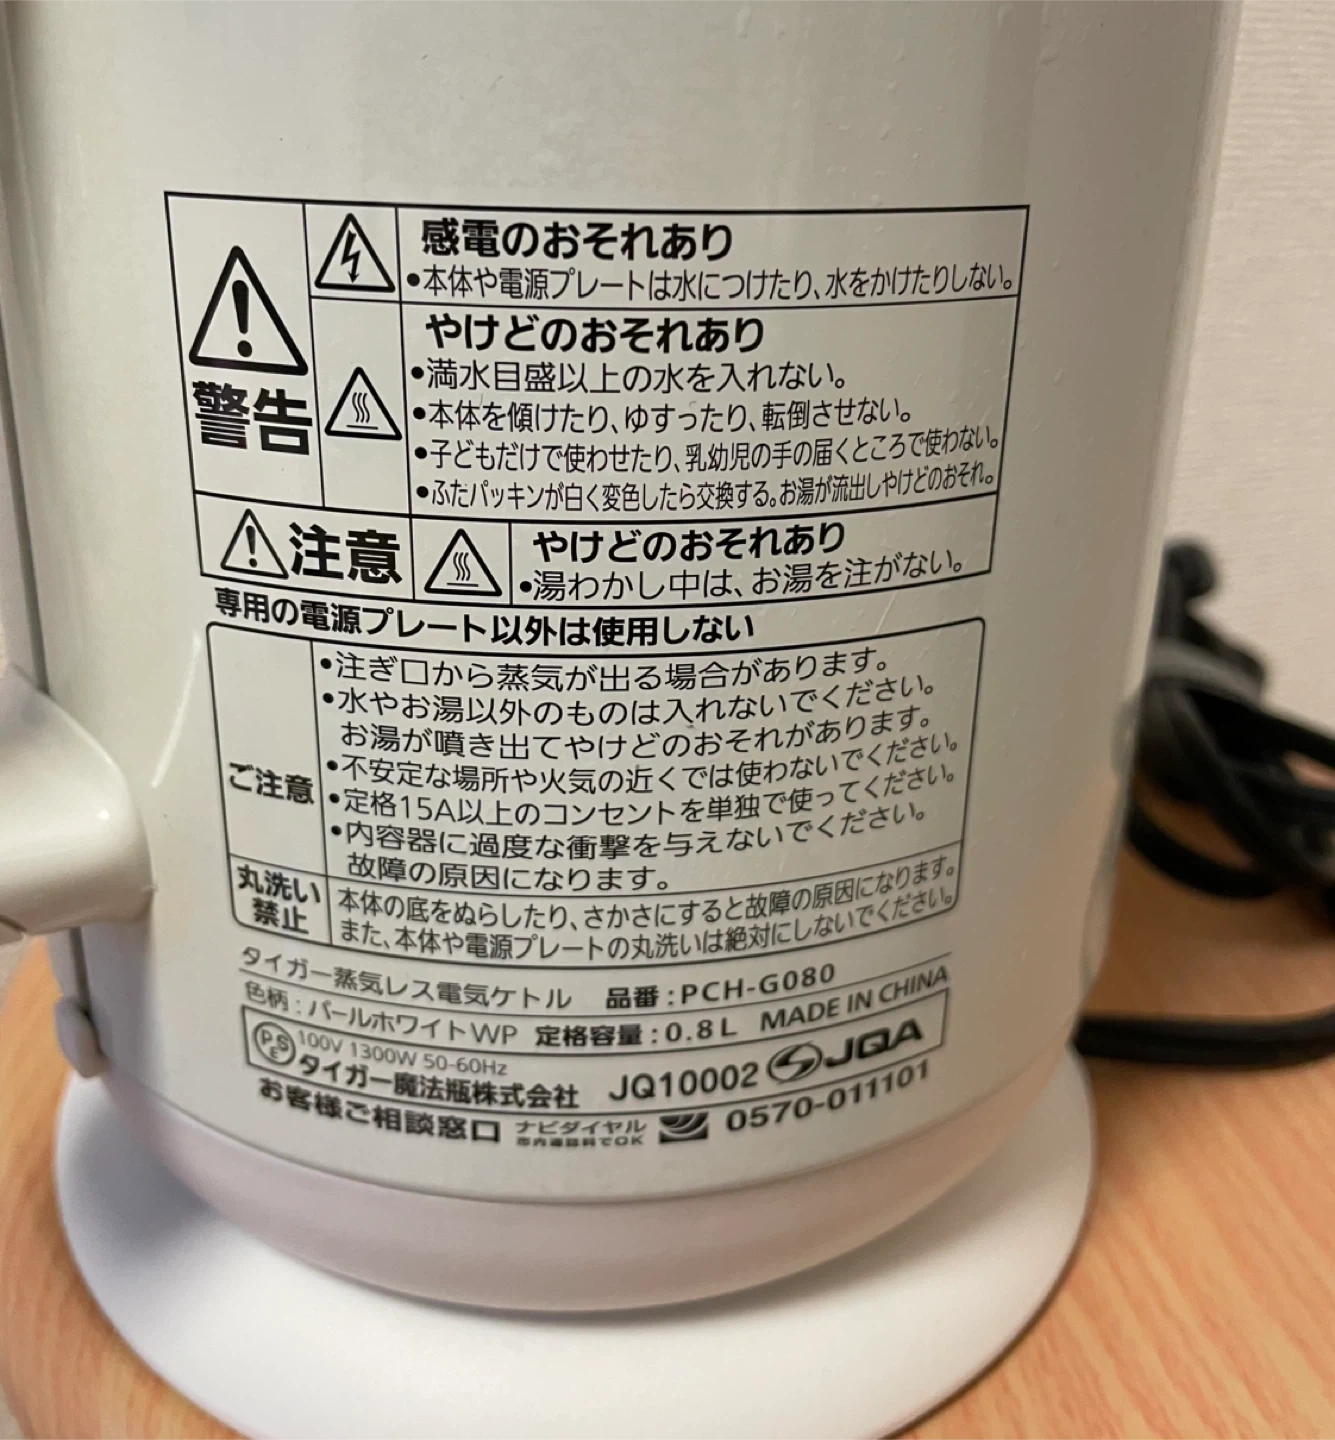 警告
感電のおそれあり
•本体や電源プレートは水につけたり、水をかけたりしない。
やけどのおそれあり
•満水目盛以上の水を入れない。
•本体を傾けたり、ゆすったり、転倒させない。
•子どもだけで使わせたり、乳幼児の手の届くところで使わない。
•ふたパッキンが白く変色したら交換する。お湯が流出しやけどのおそれ。
注意
やけどのおそれあり
•湯わかし中は、お湯を注がない。
専用の電源プレート以外は使用しない
ご注意
•注ぎ口から蒸気が出る場合があります。
•水やお湯以外のものは入れないでください。
お湯が噴き出てやけどのおそれがあります。
•不安定な場所や火気の近くでは使わないでください。
•定格15A以上のコンセントを単独で使ってください。
•内容器に過度な衝撃を与えないでください。
故障の原因になります。
丸洗い
禁止
本体の底をぬらしたり、さかさにすると故障の原因になります。
また、本体や電源プレートの丸洗いは絶対にしないでください。
タイガー蒸気レス電気ケトル 品番：PCH-G080
色柄：パールホワイトWP 定格容量：0.8L MADE IN CHINA
PSE 100V 1300W 50-60Hz
タイガー魔法瓶株式会社 JQ10002 JQA
お客様ご相談窓口 ナビダイヤル 0570-011101
市内通話料でOK